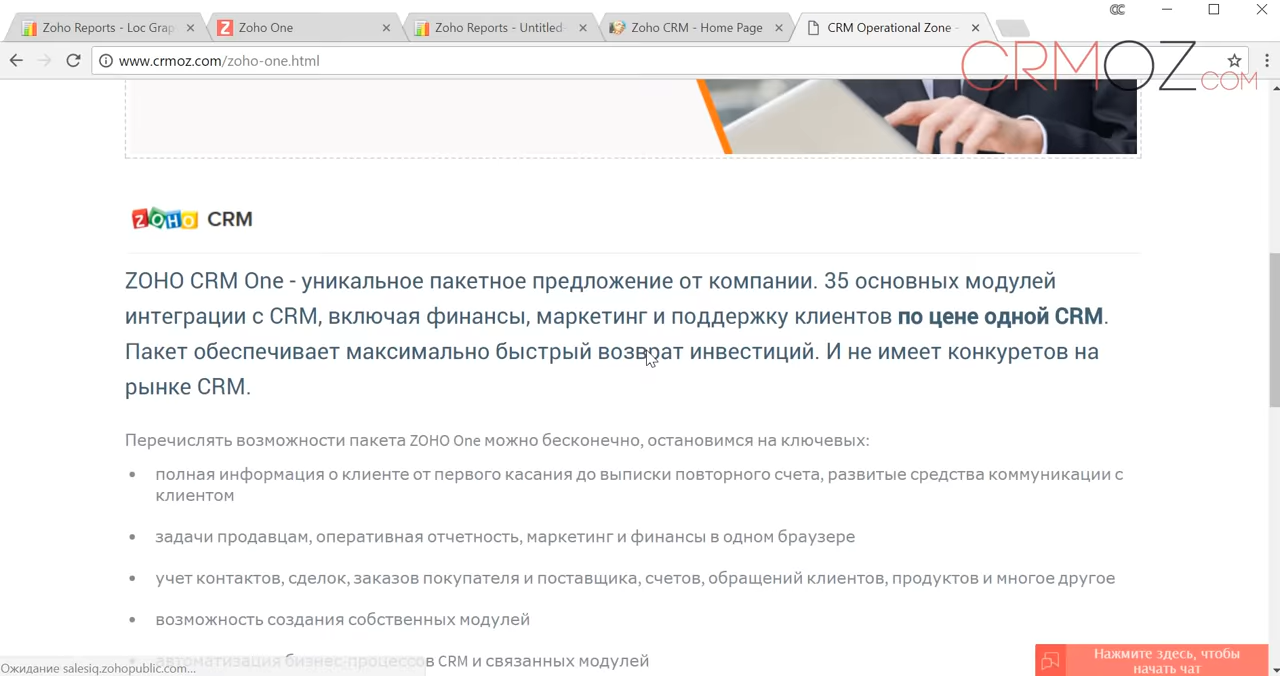 Zoho Reports - Loc Grap
Zoho One
Zoho Reports - Untitled-
Zoho CRM - Home Page
CRM Operational Zone -
www.crmoz.com/zoho-one.html
CRMOZ.COM
ZOHO CRM
ZOHO CRM One - уникальное пакетное предложение от компании. 35 основных модулей
интеграции с CRM, включая финансы, маркетинг и поддержку клиентов по цене одной CRM.
Пакет обеспечивает максимально быстрый возврат инвестиций. И не имеет конкуретов на
рынке CRM.
Перечислять возможности пакета ZOHO One можно бесконечно, остановимся на ключевых:
• полная информация о клиенте от первого касания до выписки повторного счета, развитые средства коммуникации с
клиентом
• задачи продавцам, оперативная отчетность, маркетинг и финансы в одном браузере
• учет контактов, сделок, заказов покупателя и поставщика, счетов, обращений клиентов, продуктов и многое другое
• возможность создания собственных модулей
• автоматизация бизнес-процессов CRM и связанных модулей
Ожидание salesiq.zohopublic.com...
Нажмите здесь, чтобы
начать чат